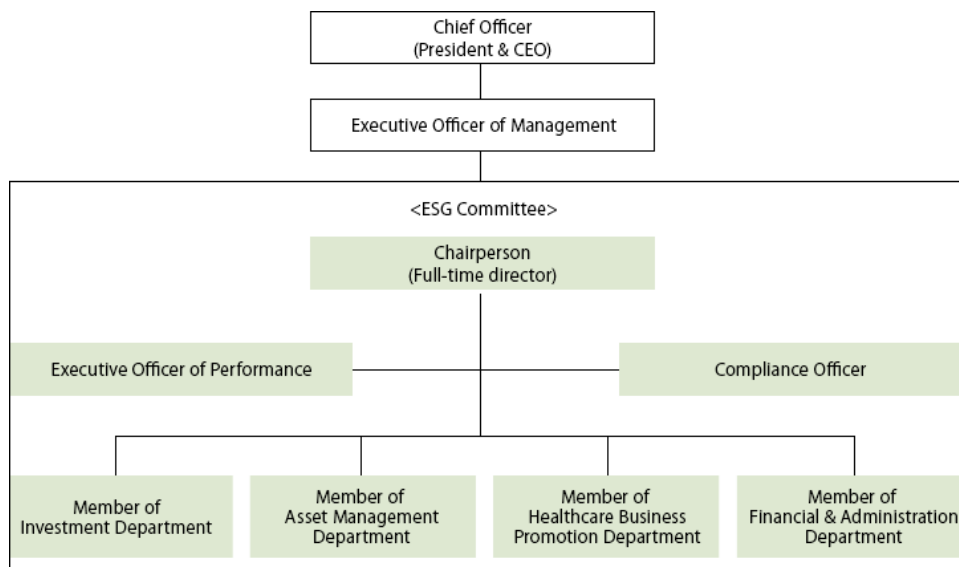 Chief Officer
(President & CEO)
Executive Officer of Management
<ESG Committee>
Chairperson
(Full-time director)
Executive Officer of Performance
Compliance Officer
Member of
Investment Department
Member of
Asset Management
Department
Member of
Healthcare Business
Promotion Department
Member of
Financial & Administration
Department